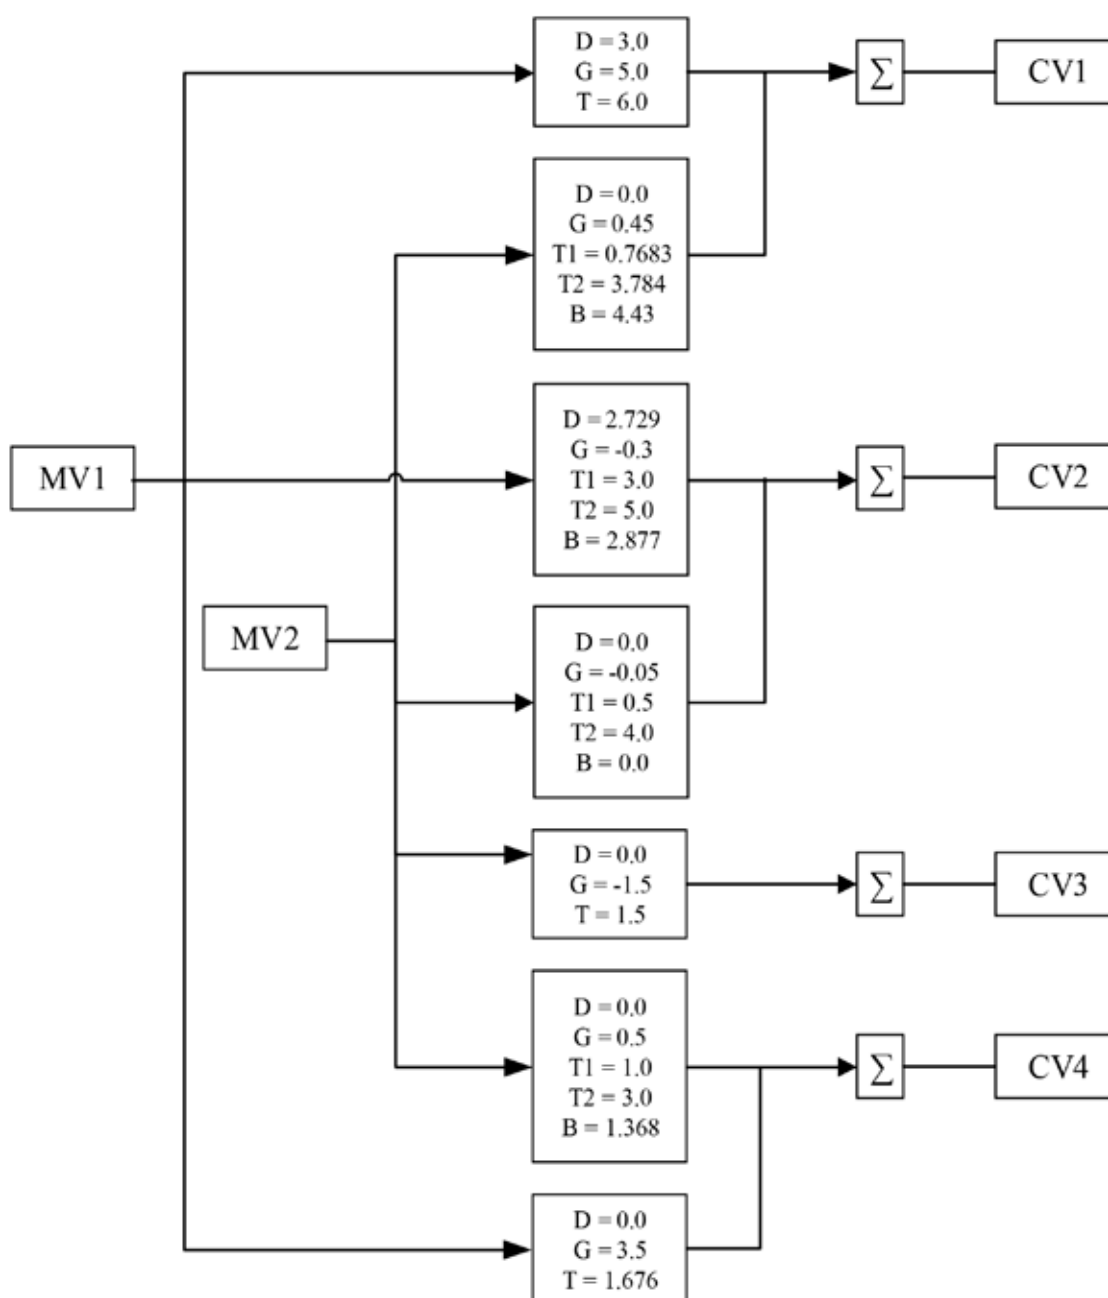 D = 3.0
G = 5.0
T = 6.0
∑
CV1
D = 0.0
G = 0.45
T1 = 0.7683
T2 = 3.784
B = 4.43
MV1
D = 2.729
G = -0.3
T1 = 3.0
T2 = 5.0
B = 2.877
∑
CV2
MV2
D = 0.0
G = -0.05
T1 = 0.5
T2 = 4.0
B = 0.0
D = 0.0
G = -1.5
T = 1.5
∑
CV3
D = 0.0
G = 0.5
T1 = 1.0
T2 = 3.0
B = 1.368
∑
CV4
D = 0.0
G = 3.5
T = 1.676